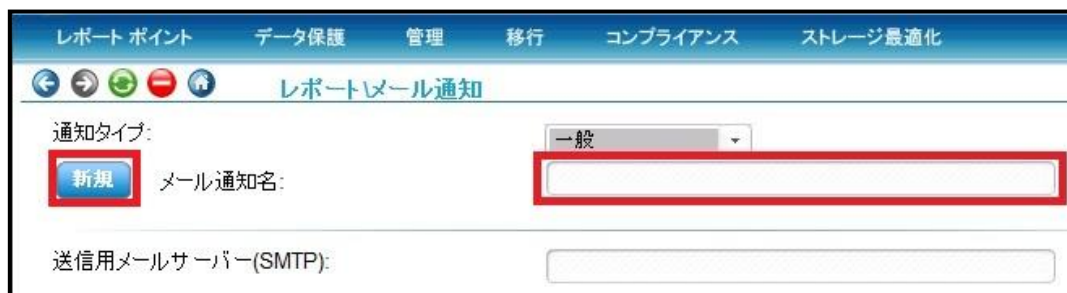 レポート ポイント データ保護 管理 移行 コンプライアンス ストレージ最適化
レポート\メール通知
通知タイプ: 一般
新規 メール通知名:
送信用メールサーバー(SMTP):